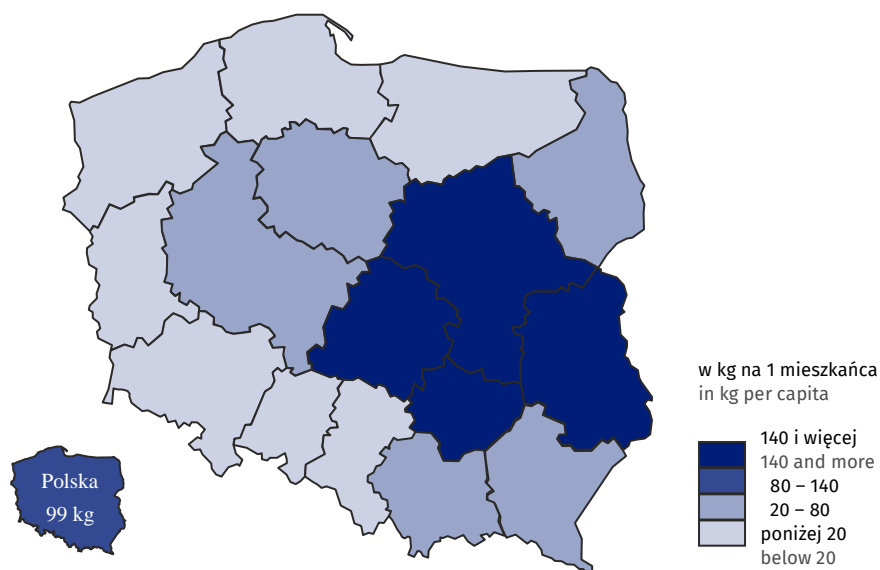 w kg na 1 mieszkańca
in kg per capita
140 i więcej
140 and more
80 – 140
20 – 80
poniżej 20
below 20
Polska
99 kg